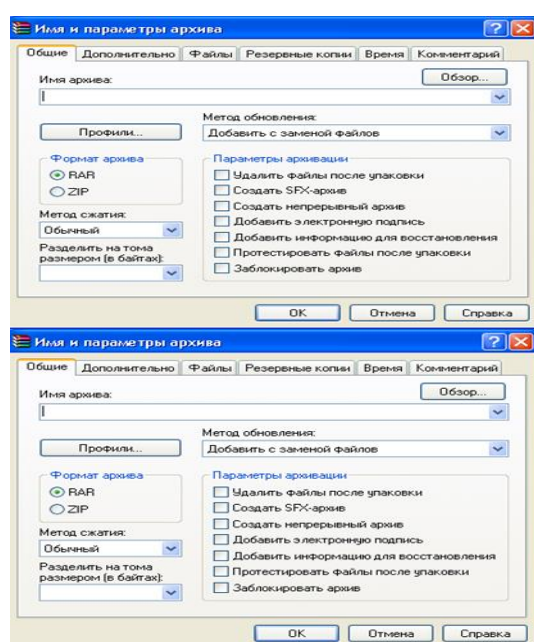 Имя и параметры архива
Общие Дополнительно Файлы Резервные копии Время Комментарий
Имя архива:
Обзор...
Метод обновления:
Профили... Добавить с заменой файлов
Формат архива Параметры архивации
RAR Удалить файлы после упаковки
ZIP Создать SFX-архив
Создать непрерывный архив
Метод сжатия: Добавить электронную подпись
Обычный Добавить информацию для восстановления
Разделить на тома Протестировать файлы после упаковки
размером (в байтах): Заблокировать архив
OK Отмена Справка
Имя и параметры архива
Общие Дополнительно Файлы Резервные копии Время Комментарий
Имя архива:
Обзор...
Метод обновления:
Профили... Добавить с заменой файлов
Формат архива Параметры архивации
RAR Удалить файлы после упаковки
ZIP Создать SFX-архив
Создать непрерывный архив
Метод сжатия: Добавить электронную подпись
Обычный Добавить информацию для восстановления
Разделить на тома Протестировать файлы после упаковки
размером (в байтах): Заблокировать архив
OK Отмена Справка